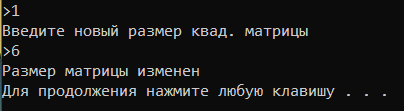 >1
Введите новый размер квад. матрицы
>6
Размер матрицы изменен
Для продолжения нажмите любую клавишу . . .